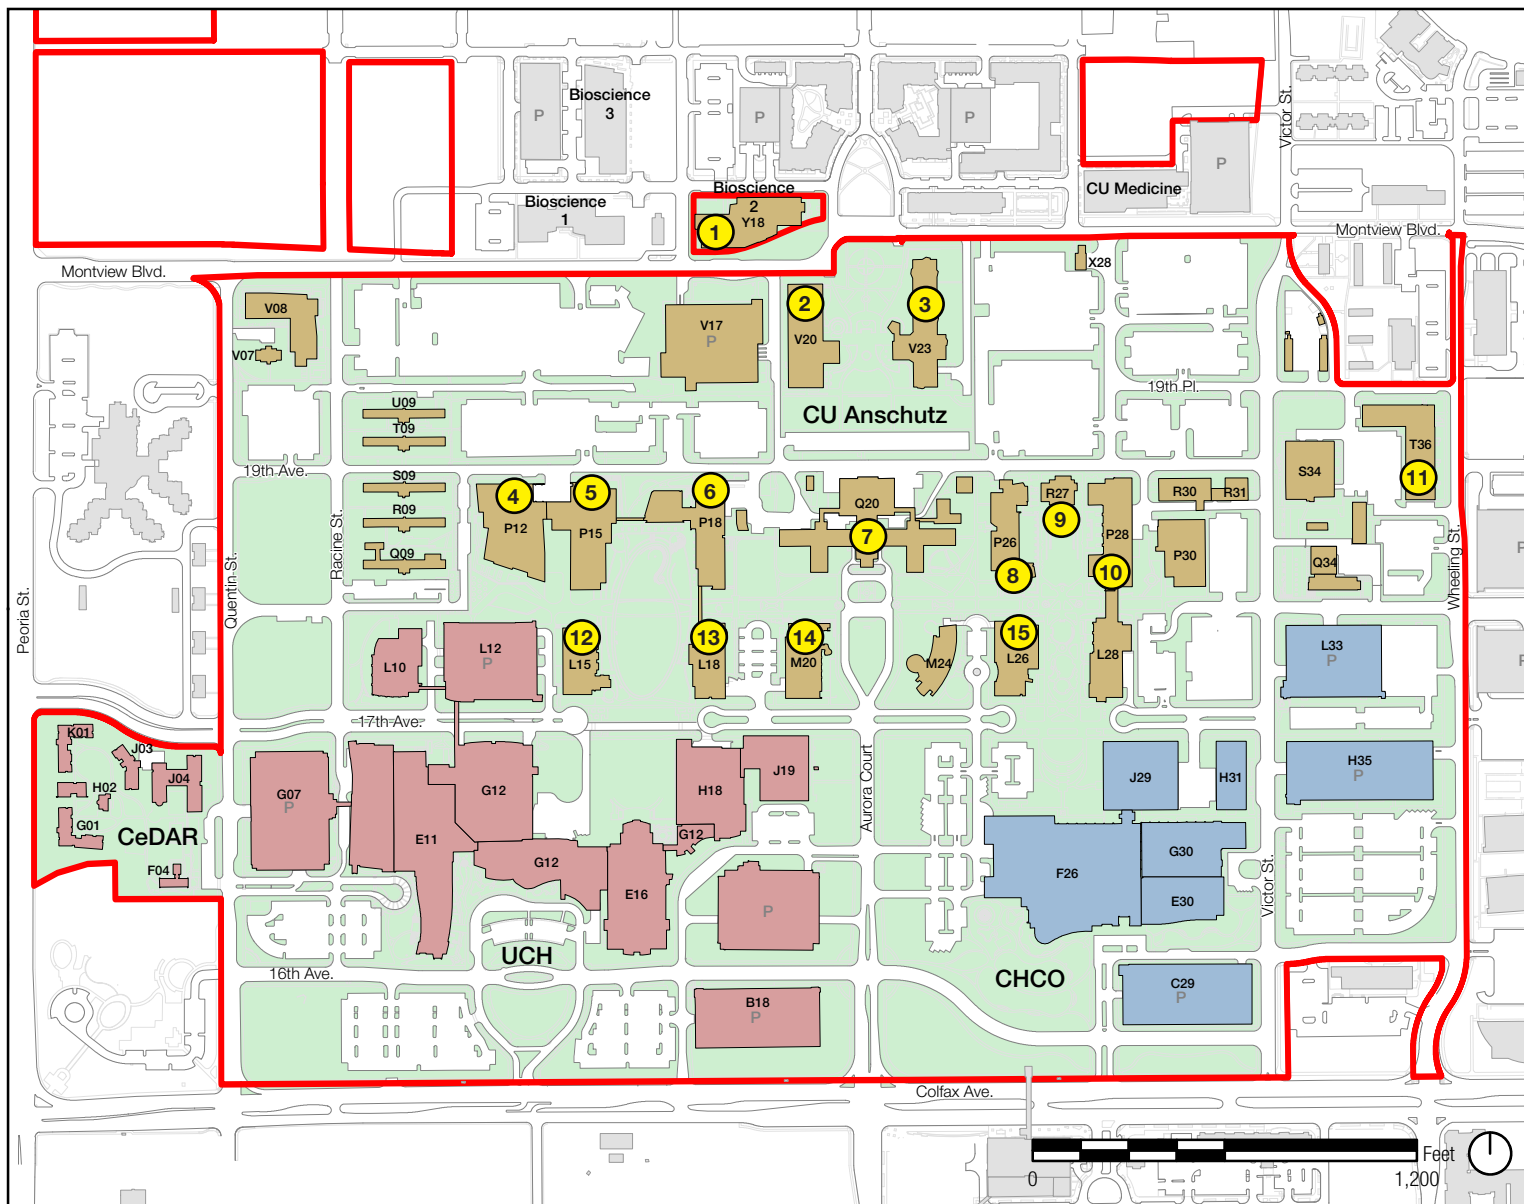 Bioscience
3
P
P
P
P
Victor St.
CU Medicine
Bioscience
1
Bioscience
2
Y18
1
Montview Blvd.
Montview Blvd.
X28
V08
V07
V17
P
2
V20
3
V23
19th Pl.
U09
T09
CU Anschutz
19th Ave.
S09
R09
Q09
Racine St.
Quentin St.
Peoria St.
4
P12
5
P15
6
P18
Q20
7
P26
8
R27
9
P28
10
R30
R31
P30
S34
T36
11
Q34
Wheeling St.
P
L10
L12
P
12
L15
13
L18
14
M20
M24
15
L26
L28
L33
P
P
17th Ave.
K01
J03
J04
H02
G01
CeDAR
F04
G07
P
E11
G12
G12
E16
H18
G12
J19
Aurora Court
P
J29
H31
H35
P
F26
G30
E30
Victor St.
UCH
16th Ave.
CHCO
B18
P
C29
P
Colfax Ave.
Feet
0
1,200